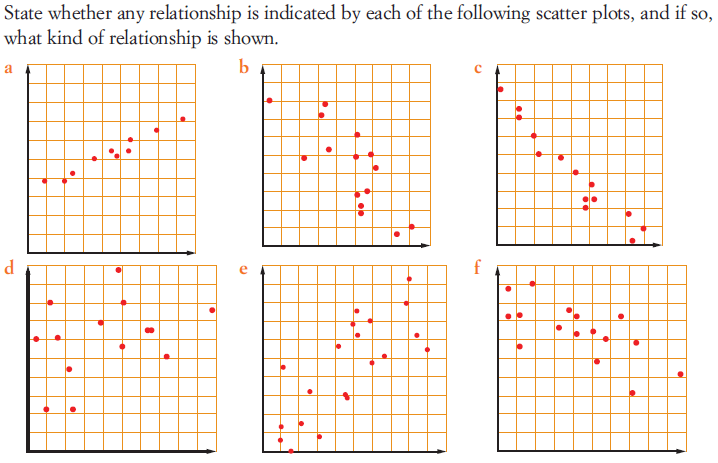 State whether any relationship is indicated by each of the following scatter plots, and if so,
what kind of relationship is shown.
a
b
c
d
e
f